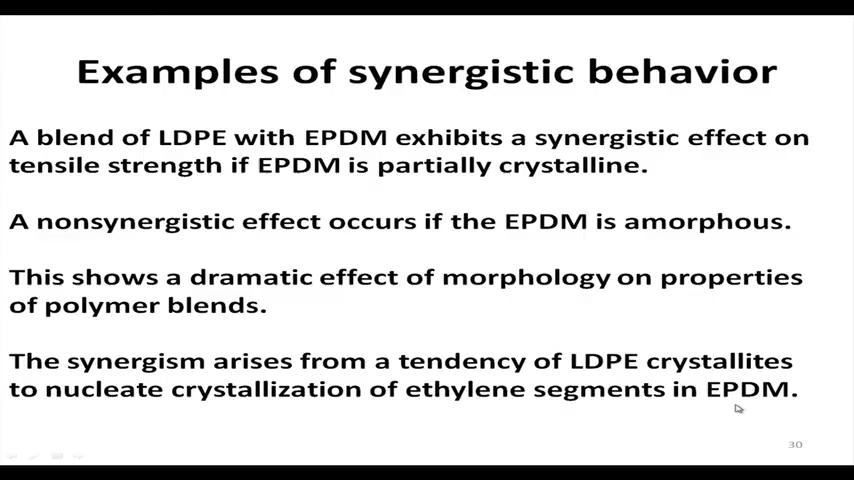 Examples of synergistic behavior
A blend of LDPE with EPDM exhibits a synergistic effect on
tensile strength if EPDM is partially crystalline.
A nonsynergistic effect occurs if the EPDM is amorphous.
This shows a dramatic effect of morphology on properties
of polymer blends.
The synergism arises from a tendency of LDPE crystallites
to nucleate crystallization of ethylene segments in EPDM.
30